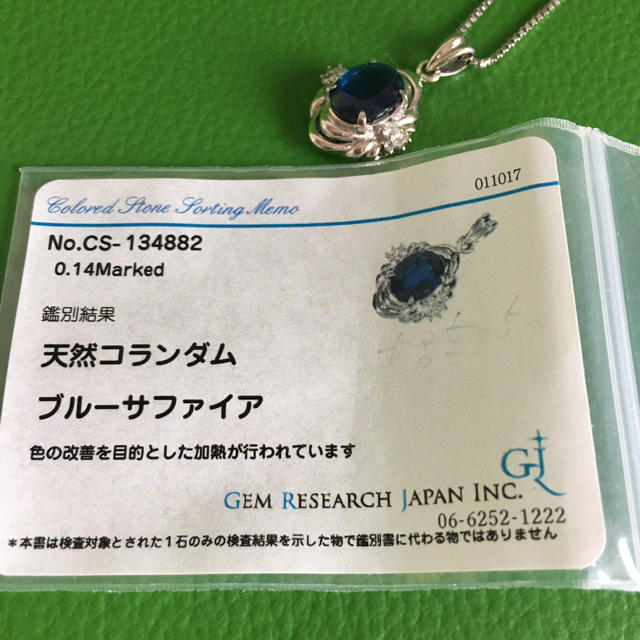 011017
Colored Stone Sorting Memo
No.CS-134882
0.14Marked
鑑別結果
天然コランダム
ブルーサファイア
色の改善を目的とした加熱が行われています
GEM RESEARCH JAPAN INC.
06-6252-1222
*本書は検査対象とされた1石のみの検査結果を示した物で鑑別書に代わる物ではありません